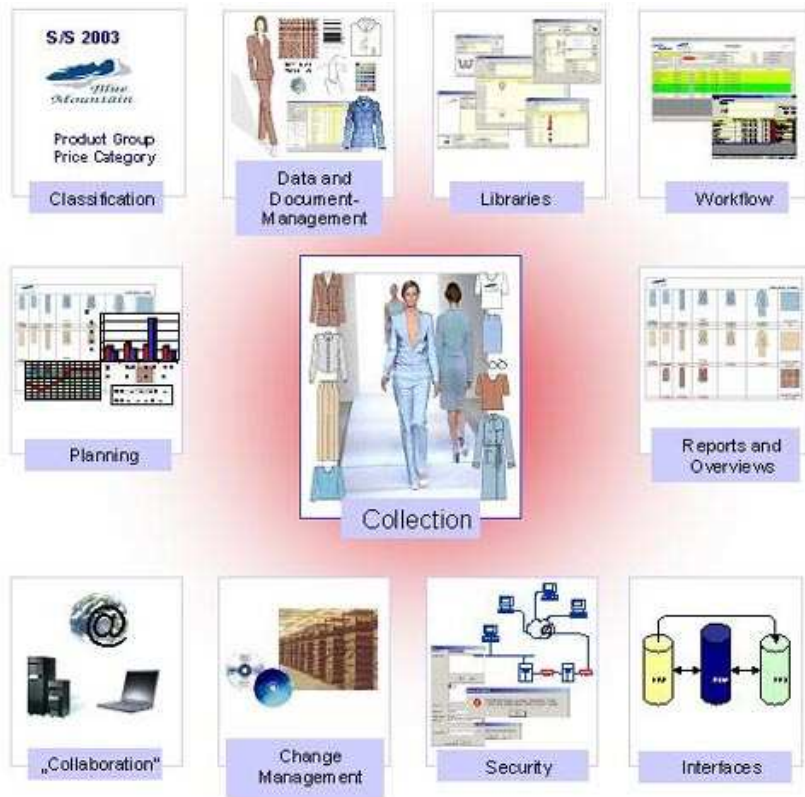 S/S 2003
Blue
Mountain
Product Group
Price Category
Classification
Data and
Document-
Management
Libraries
Workflow
Planning
Collection
Reports and
Overviews
@
„Collaboration"
Change
Management
Security
Interfaces